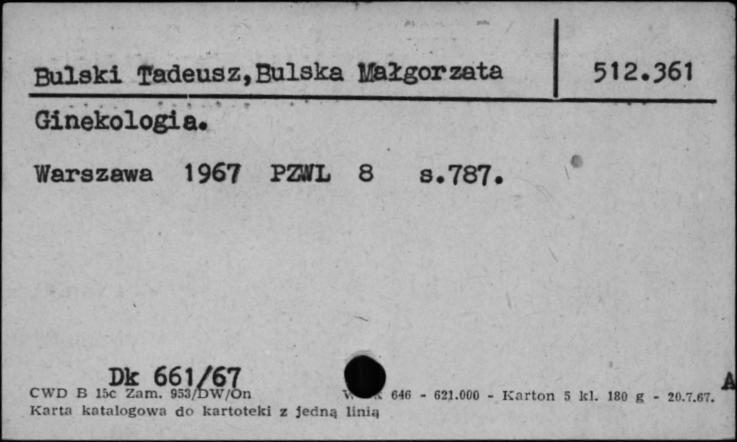 Bulski Tadeusz,Bulska Małgorzata 512.361
Ginekologia.
Warszawa 1967 PZWL 8 s.787.
Dk 661/67
A
CWD B 15c Zam. 953/DW/On 646 - 621.000 - Karton 5 kl. 180 g - 20.7.67.
Karta katalogowa do kartoteki z jedną linią